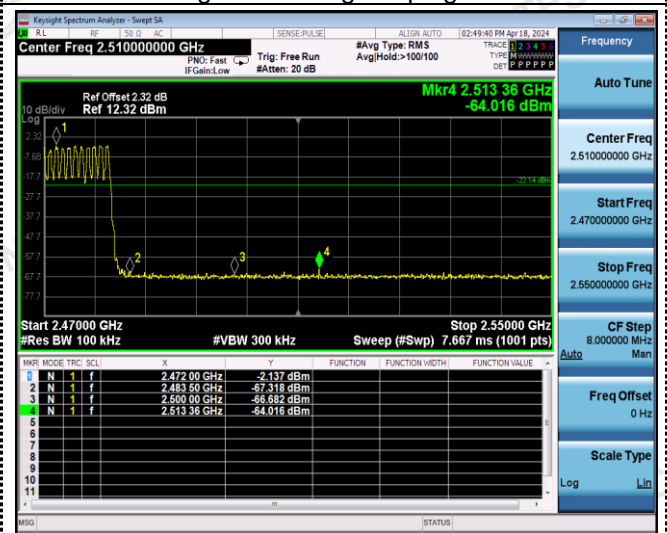 Keysight Spectrum Analyzer - Swept SA
RL RF 50 Ω AC SENSE:PULSE ALIGN AUTO 02:49:40 PM Apr 18, 2024
Center Freq 2.510000000 GHz
PNO: Fast
IFGain:Low
Trig: Free Run
#Atten: 20 dB
#Avg Type: RMS
Avg|Hold:>100/100
TRACE 1 2 3 4 5 6
TYPE M WWWWW
DET P P P P P P
Frequency
Auto Tune
Center Freq
2.510000000 GHz
Start Freq
2.470000000 GHz
Stop Freq
2.550000000 GHz
CF Step
8.000000 MHz
Auto Man
Freq Offset
0 Hz
Scale Type
Log Lin
Mkr4 2.513 36 GHz
-64.016 dBm
Ref Offset 2.32 dB
10 dB/div Ref 12.32 dBm
Log
2.32
-7.68
-17.7
-27.7
-37.7
-47.7
-57.7
-67.7
-77.7
1
2
3
4
-22.14 dBm
Start 2.47000 GHz Stop 2.55000 GHz
#Res BW 100 kHz #VBW 300 kHz Sweep (#Swp) 7.667 ms (1001 pts)
MKR MODE TRC SCL X Y FUNCTION FUNCTION WIDTH FUNCTION VALUE
1 N 1 f 2.472 00 GHz -2.137 dBm
2 N 1 f 2.483 50 GHz -67.318 dBm
3 N 1 f 2.500 00 GHz -66.682 dBm
4 N 1 f 2.513 36 GHz -64.016 dBm
5
6
7
8
9
10
11
MSG STATUS